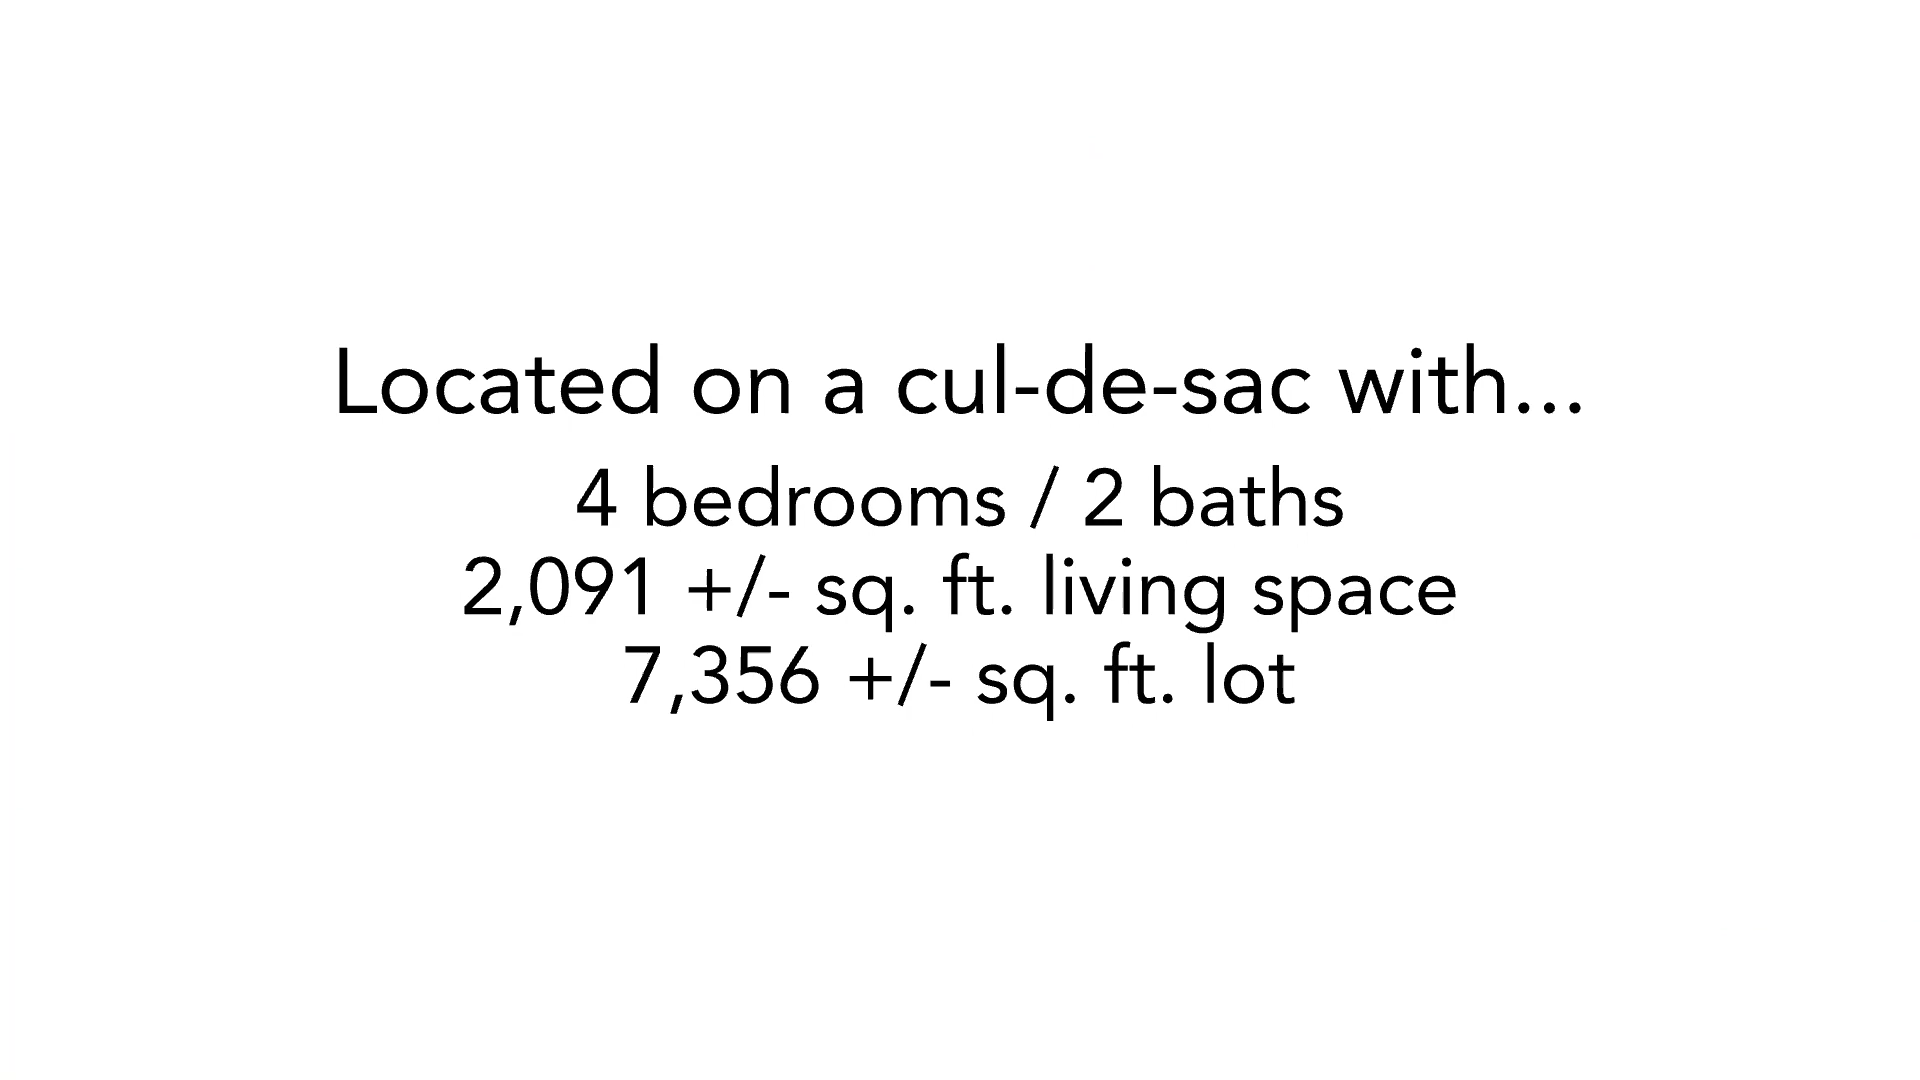 Located on a cul-de-sac with...
4 bedrooms / 2 baths
2,091 +/- sq. ft. living space
7,356 +/- sq. ft. lot